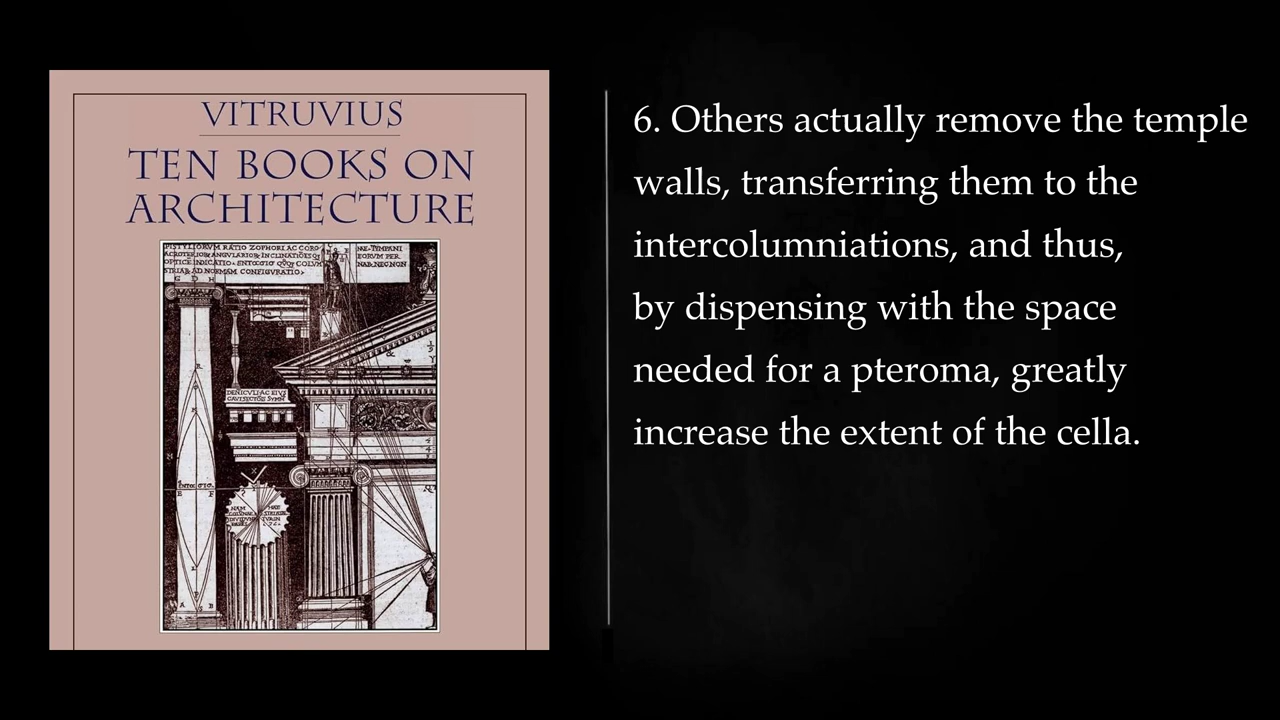 VITRUVIUS
TEN BOOKS ON
ARCHITECTURE
6. Others actually remove the temple
walls, transferring them to the
intercolumniations, and thus,
by dispensing with the space
needed for a pteroma, greatly
increase the extent of the cella.